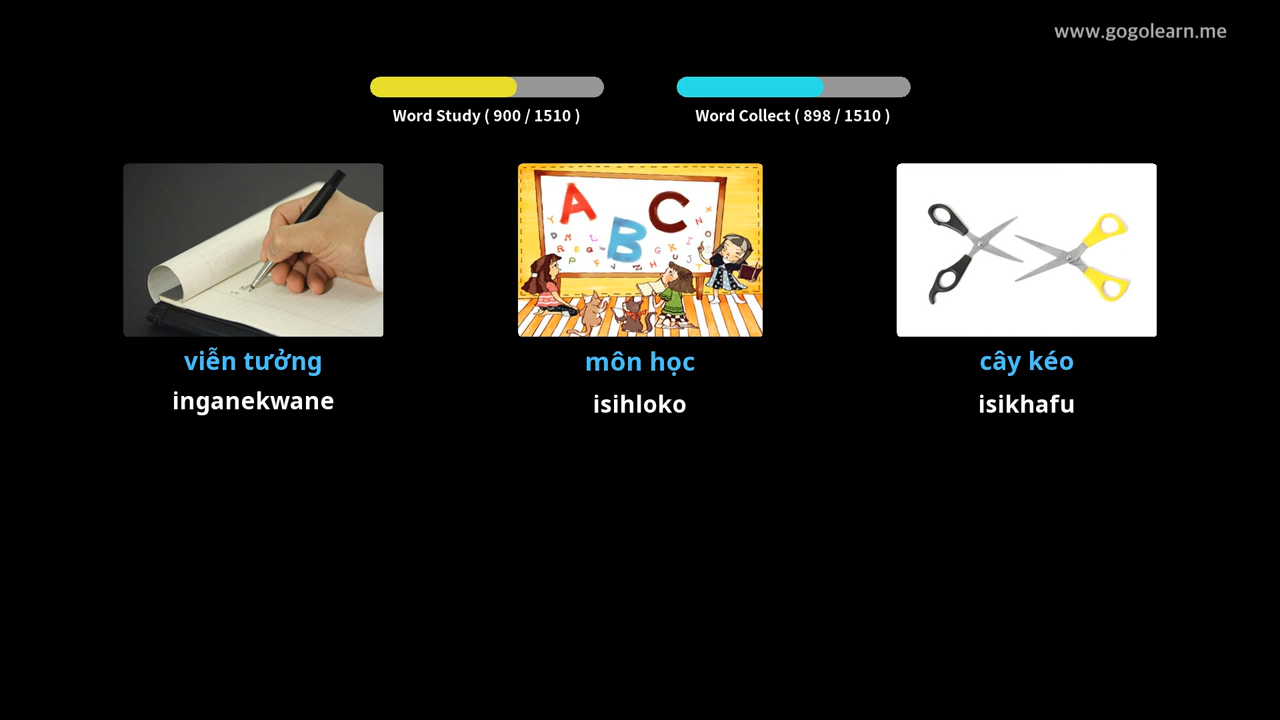 www.gogolearn.me
Word Study ( 900 / 1510 )
Word Collect ( 898 / 1510 )
A
B
C
viễn tưởng
môn học
cây kéo
inganekwane
isihloko
isikhafu